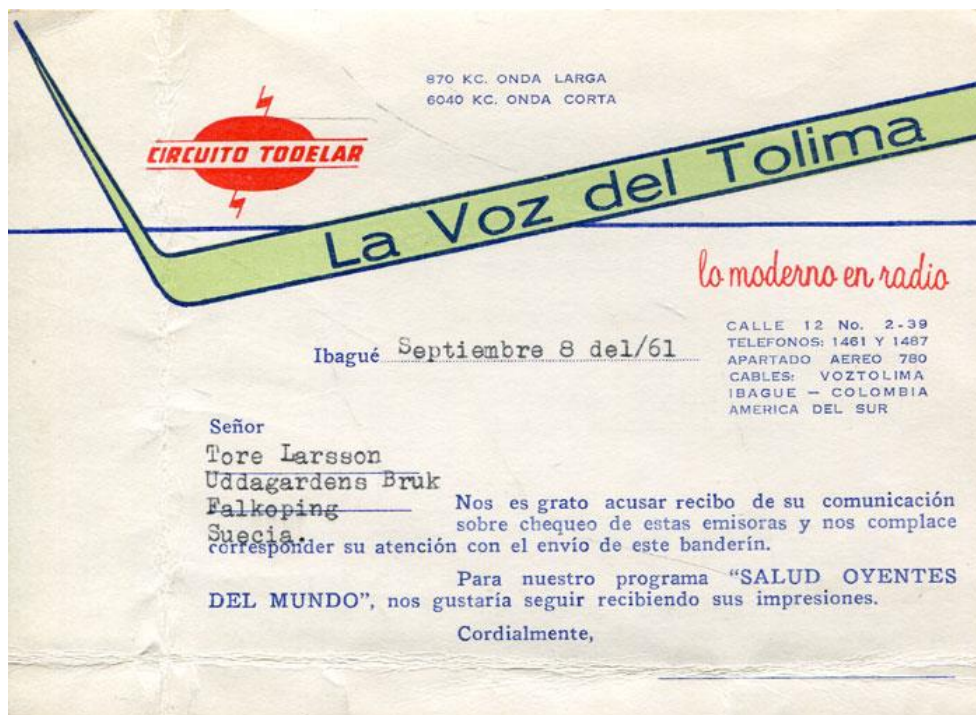 870 KC. ONDA LARGA
6040 KC. ONDA CORTA
CIRCUITO TODELAR
La Voz del Tolima
lo moderno en radio
CALLE 12 No. 2-39
TELEFONOS: 1461 Y 1487
APARTADO AEREO 780
CABLES: VOZTOLIMA
IBAGUE — COLOMBIA
AMERICA DEL SUR
Ibagué Septiembre 8 del/61
Señor
Tore Larsson
Uddagardens Bruk
Falkoping
Suecia.
Nos es grato acusar recibo de su comunicación
sobre chequeo de estas emisoras y nos complace
corresponder su atención con el envío de este banderín.
Para nuestro programa “SALUD OYENTES
DEL MUNDO”, nos gustaría seguir recibiendo sus impresiones.
Cordialmente,